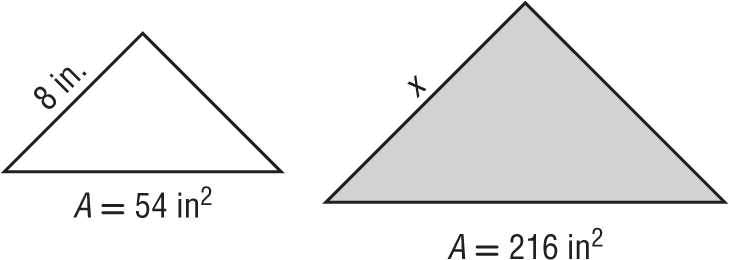 8 in.
x
A = 54 in²
A = 216 in²